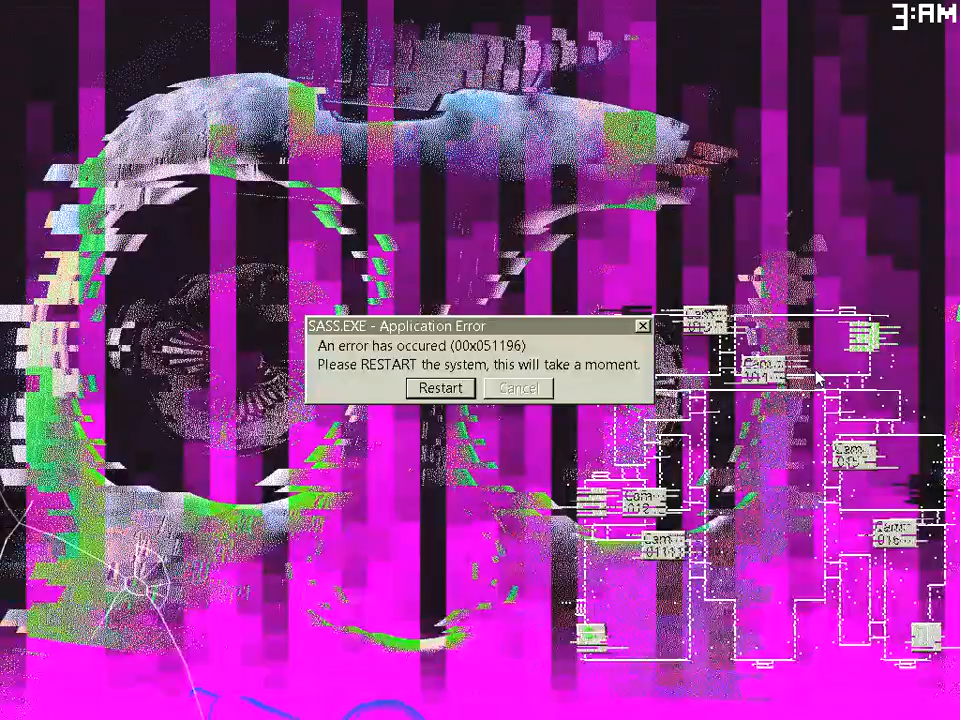 3:AM
SASS.EXE - Application Error
An error has occured (00x051196)
Please RESTART the system, this will take a moment.
Restart
Cancel
Cam
Cam
Cam
Cam
Cam